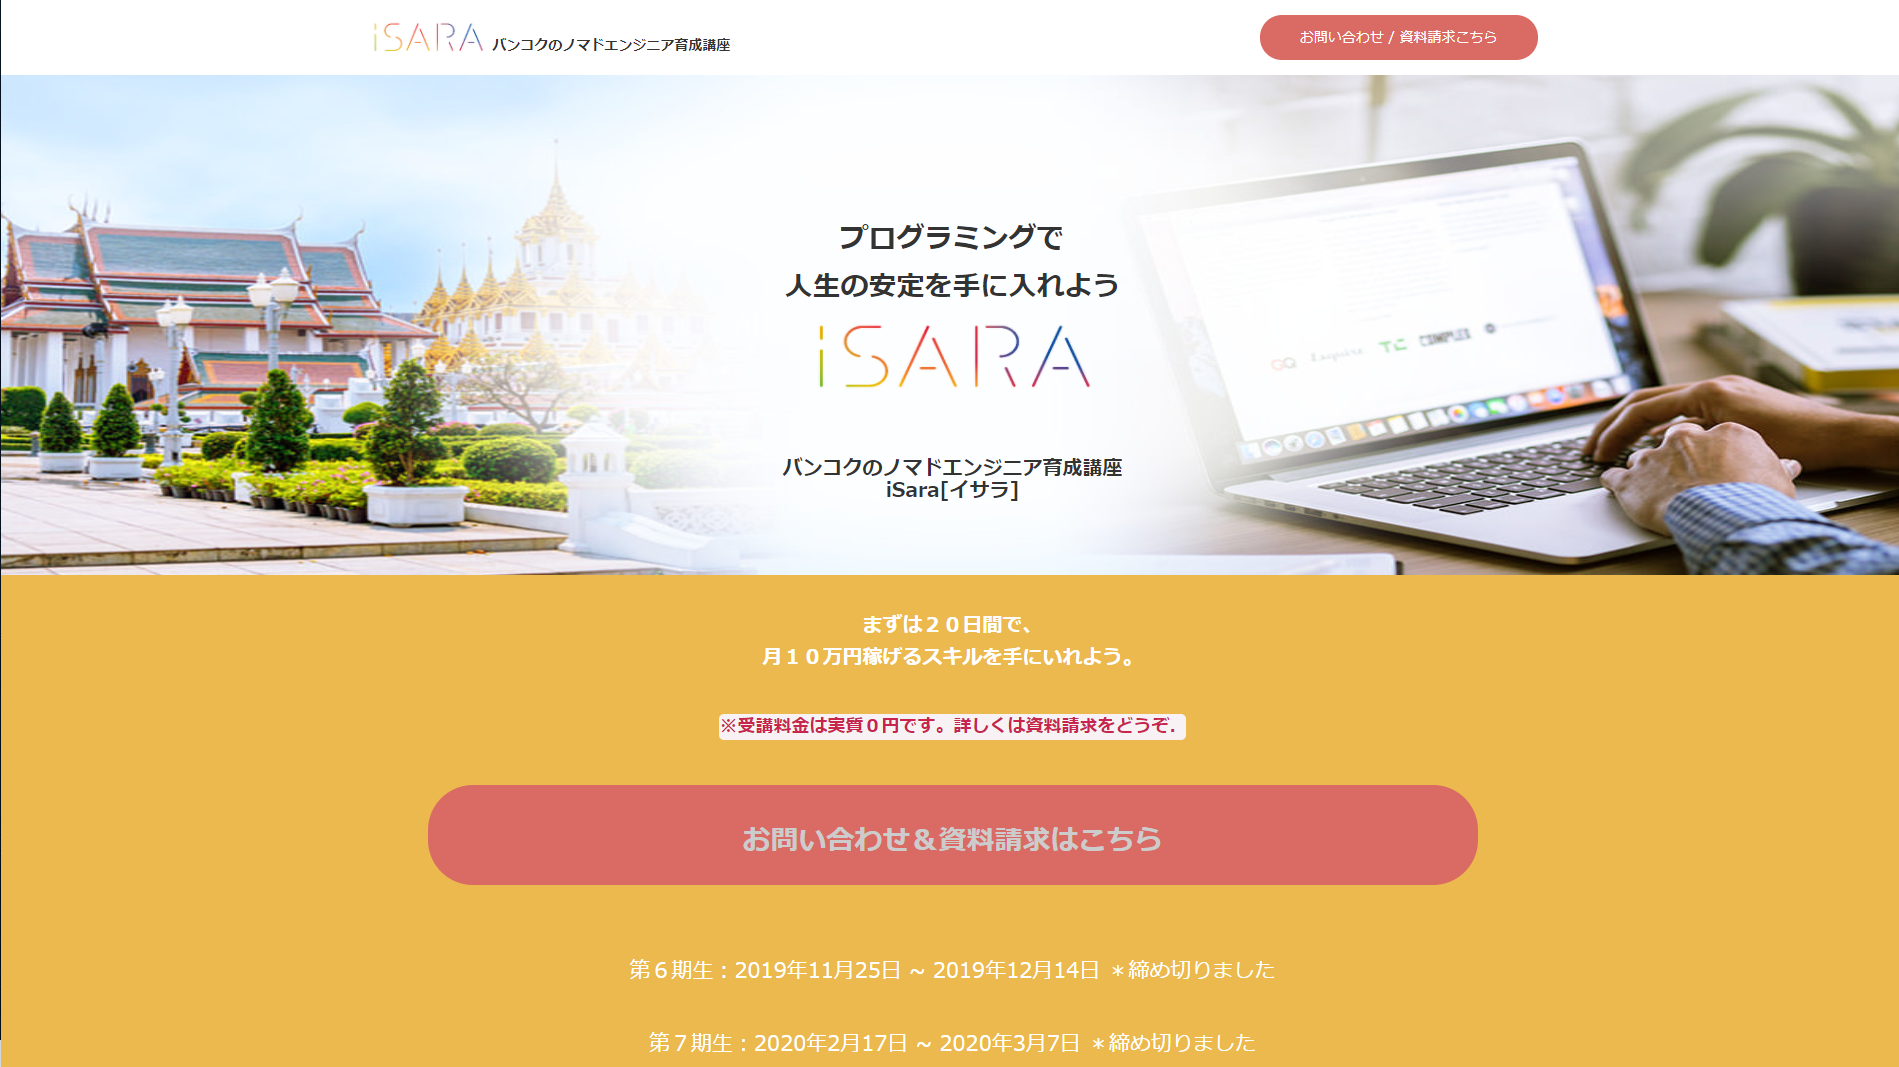 iSARA バンコクのノマドエンジニア育成講座
お問い合わせ / 資料請求こちら
プログラミングで
人生の安定を手に入れよう
iSARA
バンコクのノマドエンジニア育成講座
iSara[イサラ]
GQ Esquire TC COMPLEX
まずは２０日間で、
月１０万円稼げるスキルを手にいれよう。
※受講料金は実質０円です。詳しくは資料請求をどうぞ.
お問い合わせ＆資料請求はこちら
第６期生：2019年11月25日 ~ 2019年12月14日 ＊締め切りました
第７期生：2020年2月17日 ~ 2020年3月7日 ＊締め切りました